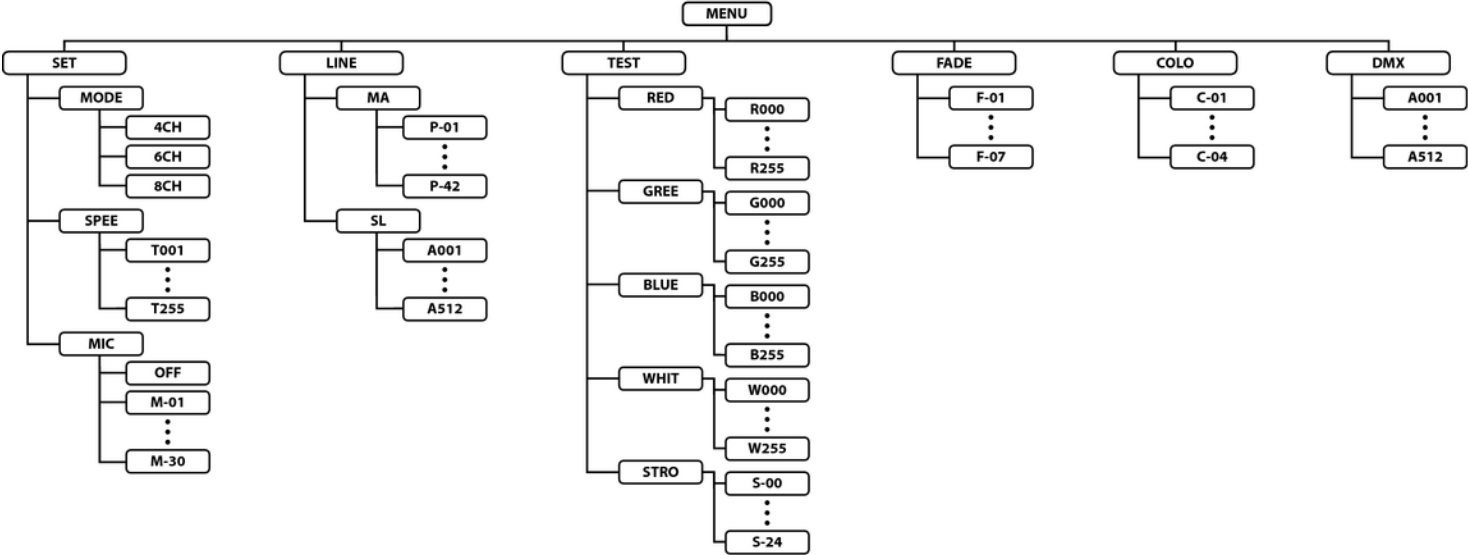 MENU
SET
MODE
4CH
6CH
8CH
SPEE
T001
T255
MIC
OFF
M-01
M-30
LINE
MA
P-01
P-42
SL
A001
A512
TEST
RED
R000
R255
GREE
G000
G255
BLUE
B000
B255
WHIT
W000
W255
STRO
S-00
S-24
FADE
F-01
F-07
COLO
C-01
C-04
DMX
A001
A512